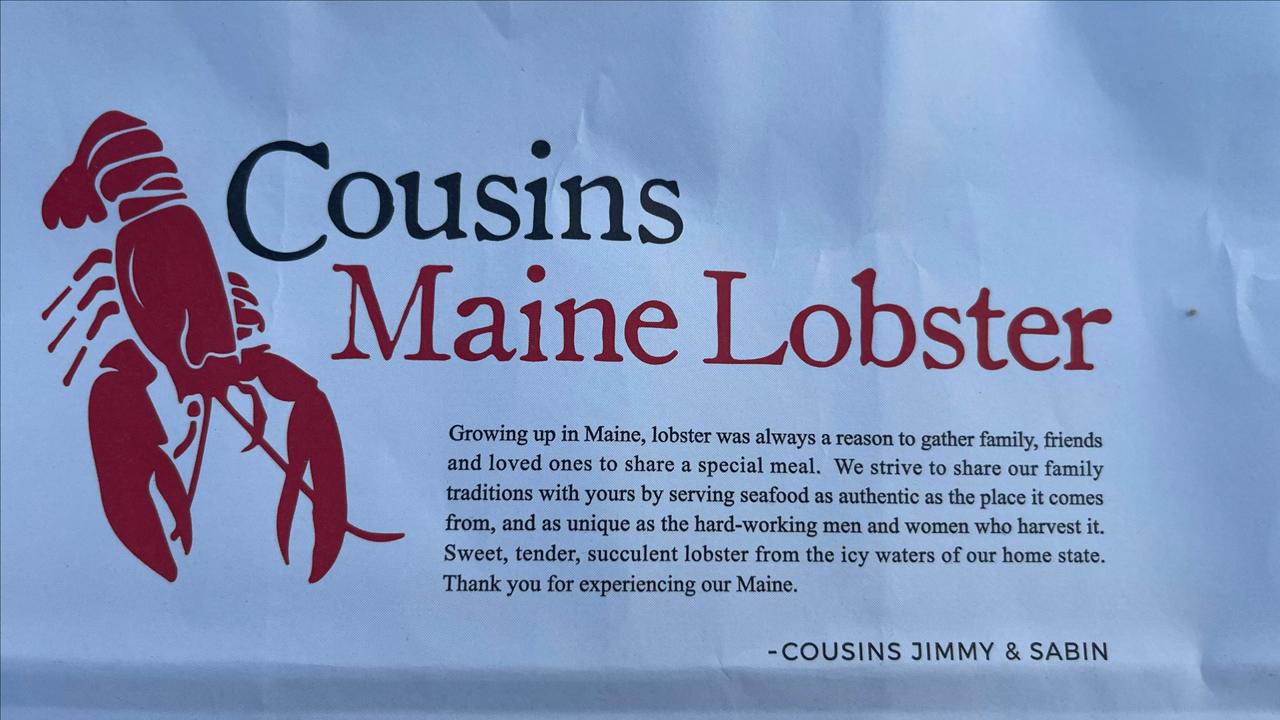 Cousins
Maine Lobster
Growing up in Maine, lobster was always a reason to gather family, friends
and loved ones to share a special meal.  We strive to share our family
traditions with yours by serving seafood as authentic as the place it comes
from, and as unique as the hard-working men and women who harvest it.
Sweet, tender, succulent lobster from the icy waters of our home state.
Thank you for experiencing our Maine.
-COUSINS JIMMY & SABIN